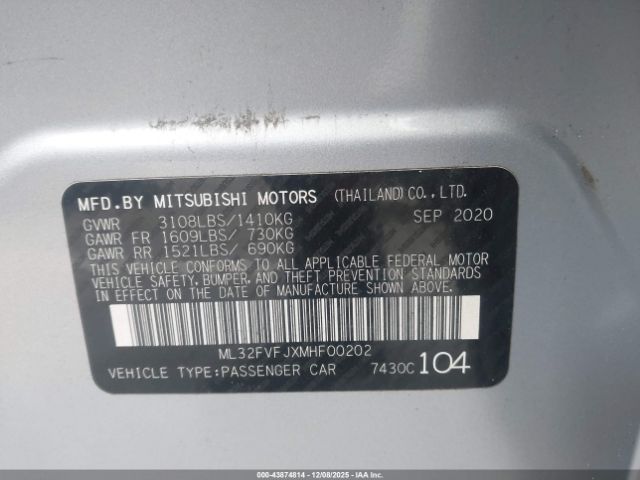 MFD.BY MITSUBISHI MOTORS (THAILAND)CO.,LTD.
GVWR 3108LBS/1410KG SEP 2020
GAWR FR 1609LBS/ 730KG
GAWR RR 1521LBS/ 690KG
THIS VEHICLE CONFORMS TO ALL APPLICABLE FEDERAL MOTOR
VEHICLE SAFETY,BUMPER,AND THEFT PREVENTION STANDARDS
IN EFFECT ON THE DATE OF MANUFACTURE SHOWN ABOVE.
ML32FVFJXMHF00202
VEHICLE TYPE:PASSENGER CAR 7430C 104
000-43874814 - 12/08/2025 - IAAI.COM